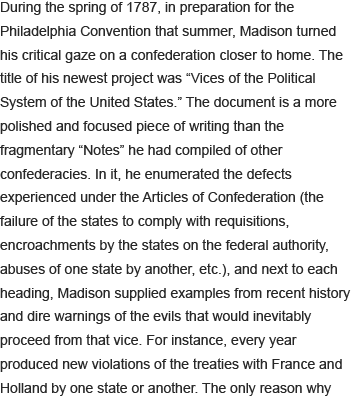 During the spring of 1787, in preparation for the
Philadelphia Convention that summer, Madison turned
his critical gaze on a confederation closer to home. The
title of his newest project was “Vices of the Political
System of the United States.” The document is a more
polished and focused piece of writing than the
fragmentary “Notes” he had compiled of other
confederacies. In it, he enumerated the defects
experienced under the Articles of Confederation (the
failure of the states to comply with requisitions,
encroachments by the states on the federal authority,
abuses of one state by another, etc.), and next to each
heading, Madison supplied examples from recent history
and dire warnings of the evils that would inevitably
proceed from that vice. For instance, every year
produced new violations of the treaties with France and
Holland by one state or another. The only reason why